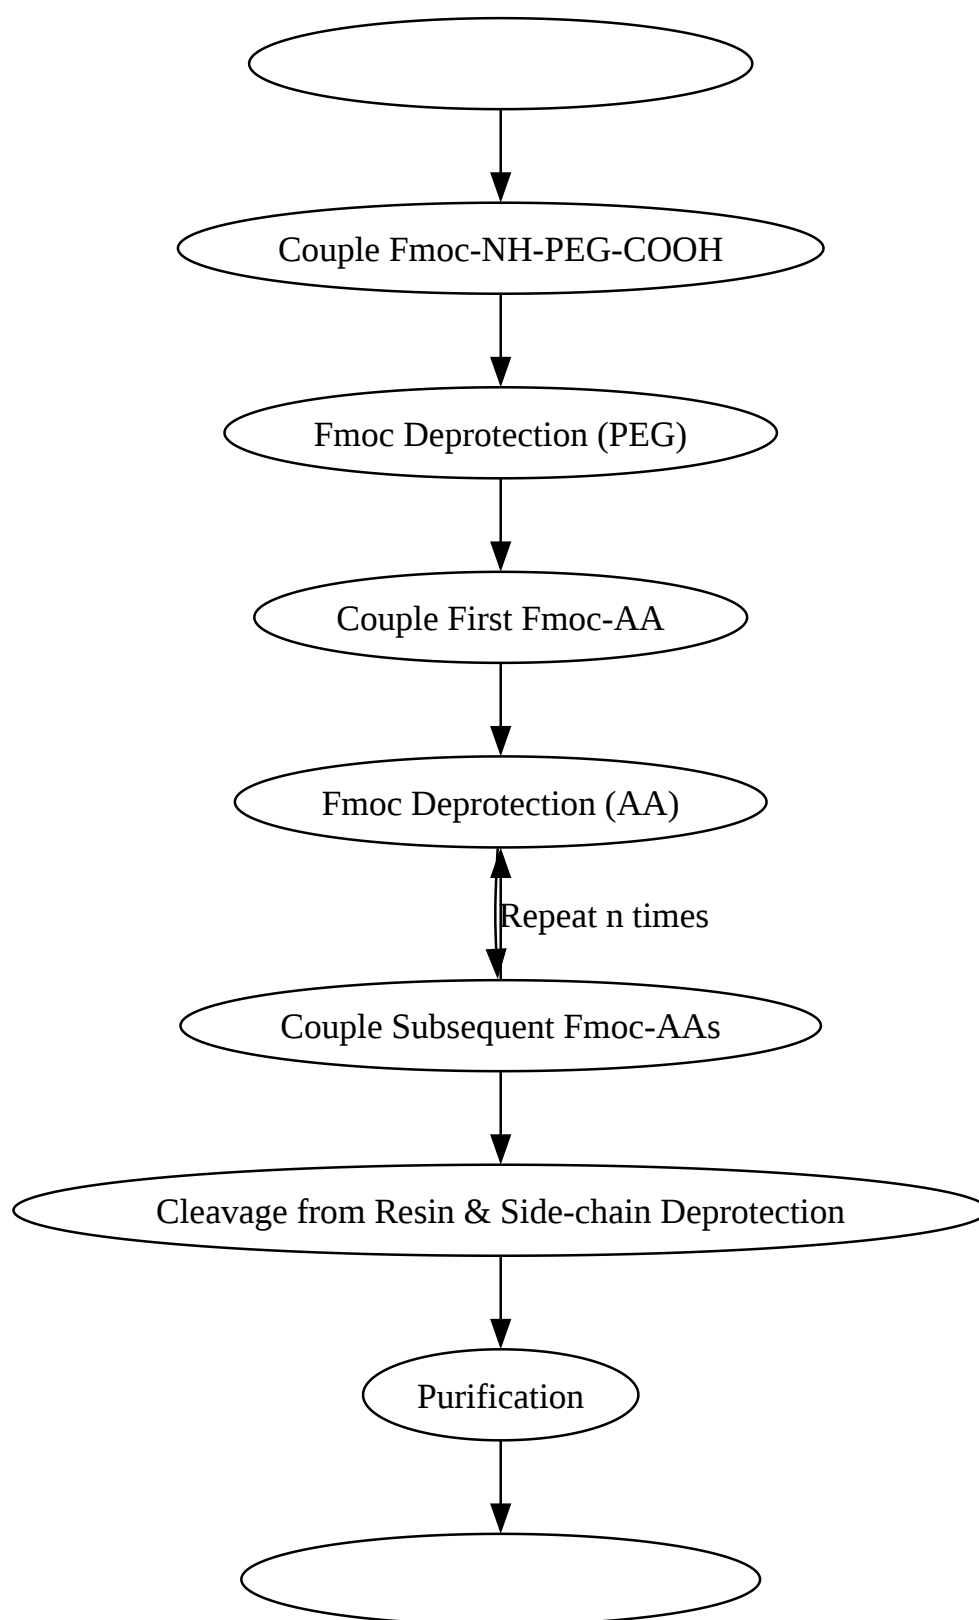 Couple Fmoc-NH-PEG-COOH
Fmoc Deprotection (PEG)
Couple First Fmoc-AA
Fmoc Deprotection (AA)
Repeat n times
Couple Subsequent Fmoc-AAs
Cleavage from Resin & Side-chain Deprotection
Purification